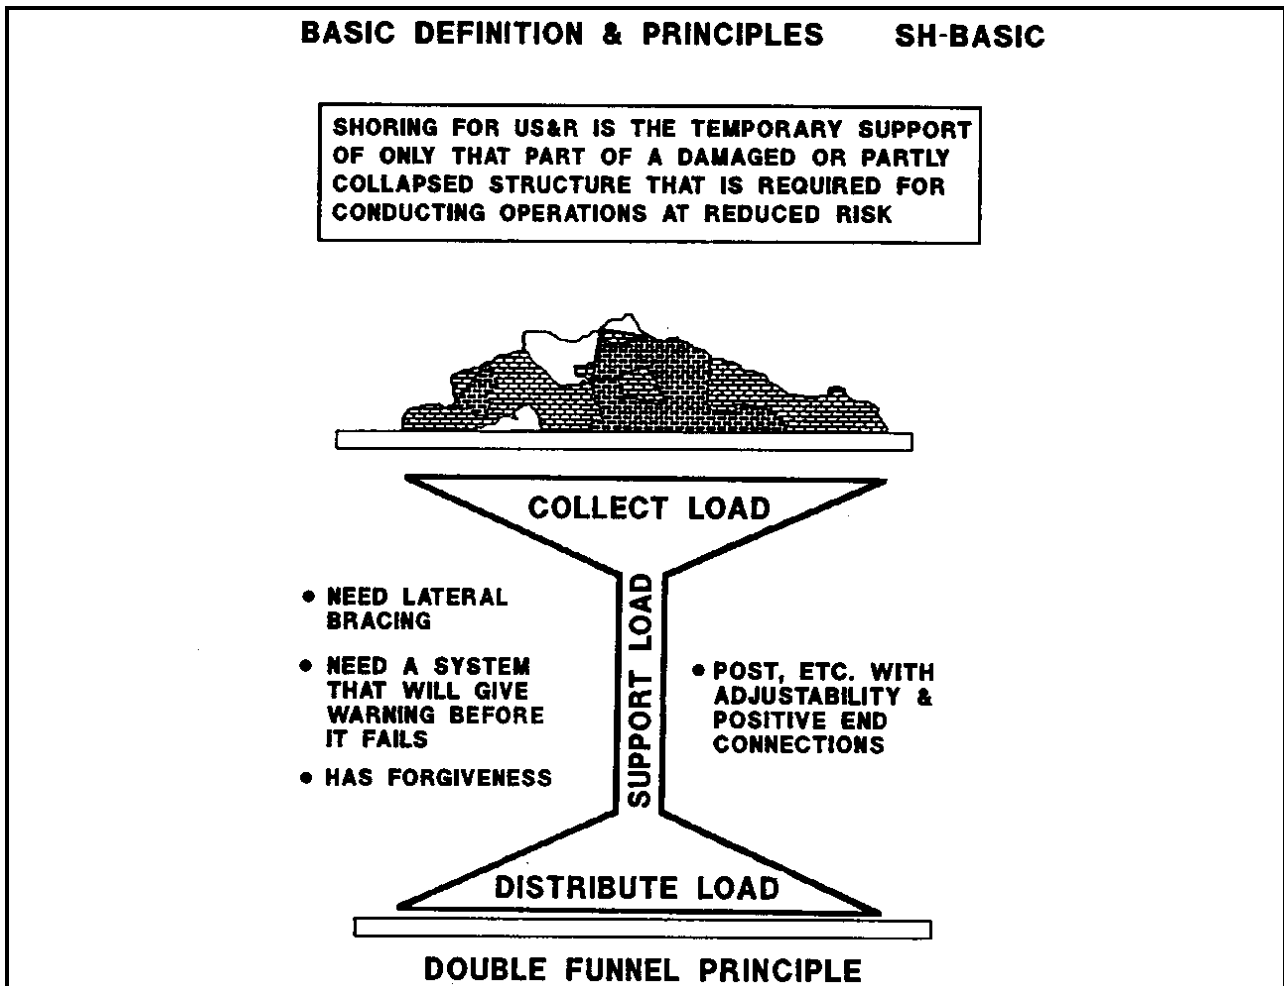 BASIC DEFINITION & PRINCIPLES SH-BASIC
SHORING FOR US&R IS THE TEMPORARY SUPPORT
OF ONLY THAT PART OF A DAMAGED OR PARTLY
COLLAPSED STRUCTURE THAT IS REQUIRED FOR
CONDUCTING OPERATIONS AT REDUCED RISK
COLLECT LOAD
• NEED LATERAL
BRACING
• NEED A SYSTEM
THAT WILL GIVE
WARNING BEFORE
IT FAILS
• HAS FORGIVENESS
SUPPORT LOAD
• POST, ETC. WITH
ADJUSTABILITY &
POSITIVE END
CONNECTIONS
DISTRIBUTE LOAD
DOUBLE FUNNEL PRINCIPLE